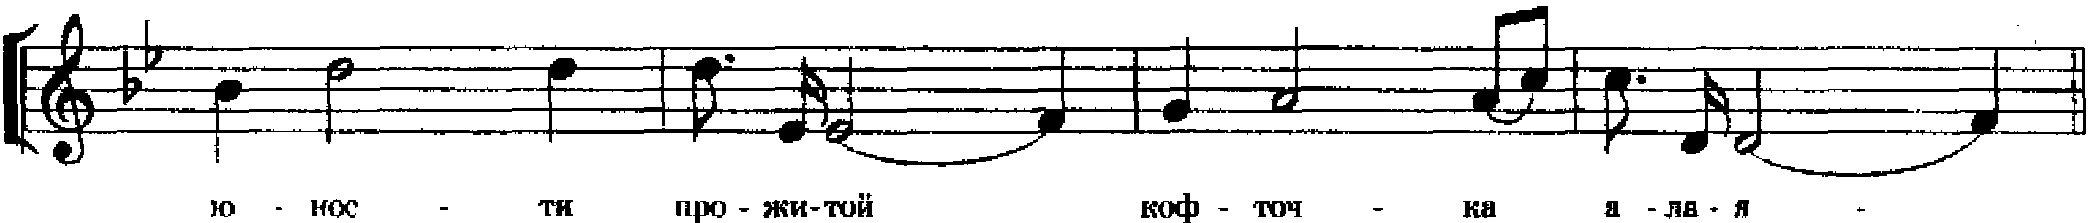 ю - нос - ти про - жи - той коф - точ - ка а - ла - я -